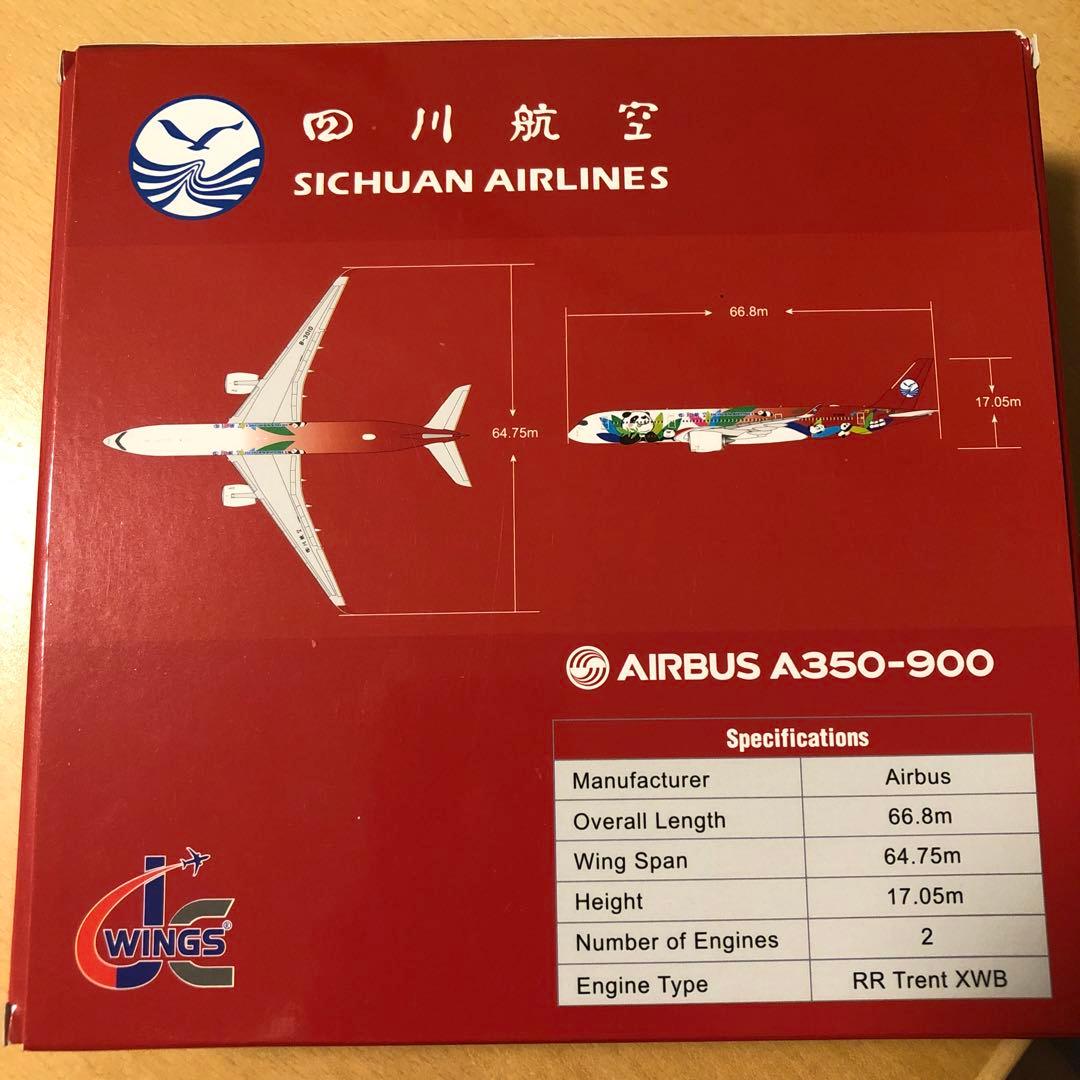 四川航空
SICHUAN AIRLINES
B-301D
64.75m
66.8m
17.05m
AIRBUS A350-900
Specifications
Manufacturer Airbus
Overall Length 66.8m
Wing Span 64.75m
Height 17.05m
Number of Engines 2
Engine Type RR Trent XWB
JC
WINGS®